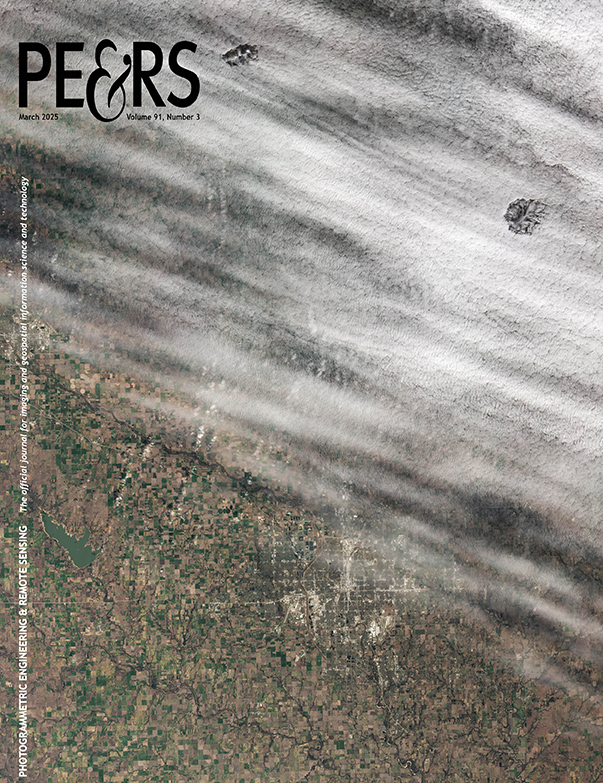 PE&RS
March 2025 Volume 91, Number 3
The official journal for imaging and geospatial information science and technology
PHOTOGRAMMETRIC ENGINEERING & REMOTE SENSING